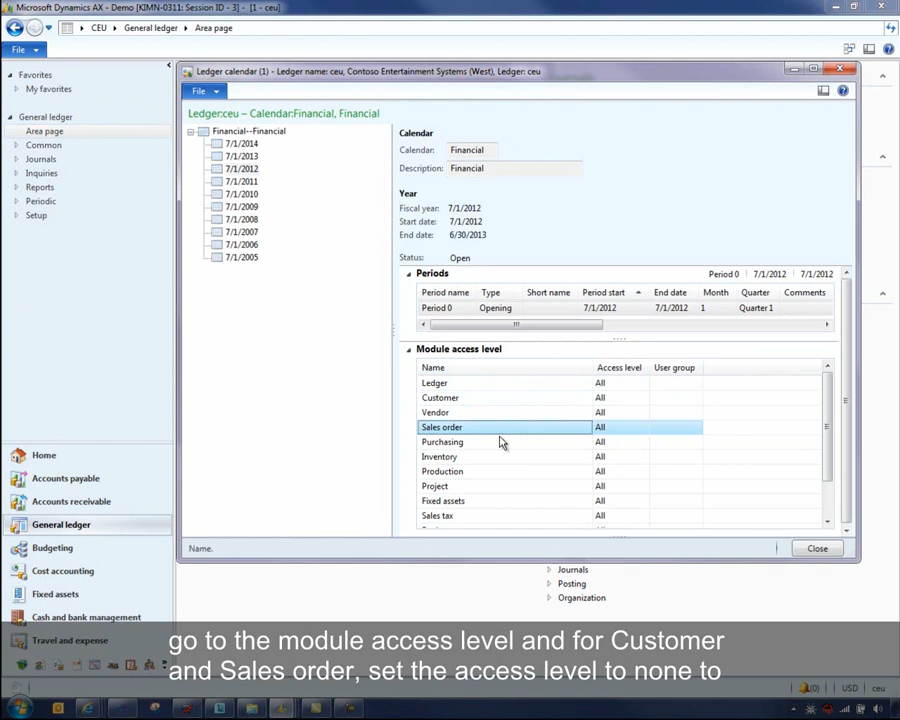 Microsoft Dynamics AX - Demo [KIMN-0311: Session ID - 3] - [1 - ceu]
CEU
General ledger
Area page
File
Ledger calendar (1) - Ledger name: ceu, Contoso Entertainment Systems (West), Ledger: ceu
File
Ledger:ceu – Calendar:Financial, Financial
Favorites
My favorites
General ledger
Area page
Common
Journals
Inquiries
Reports
Periodic
Setup
Financial--Financial
7/1/2014
7/1/2013
7/1/2012
7/1/2011
7/1/2010
7/1/2009
7/1/2008
7/1/2007
7/1/2006
7/1/2005
Calendar
Calendar: Financial
Description: Financial
Year
Fiscal year: 7/1/2012
Start date: 7/1/2012
End date: 6/30/2013
Status: Open
Periods Period 0 7/1/2012 7/1/2012
Period name Type Short name Period start End date Month Quarter Comments
Period 0 Opening 7/1/2012 7/1/2012 1 Quarter 1
Module access level
Name Access level User group
Ledger All
Customer All
Vendor All
Sales order All
Purchasing All
Inventory All
Production All
Project All
Fixed assets All
Sales tax All
Name.
Close
Home
Accounts payable
Accounts receivable
General ledger
Budgeting
Cost accounting
Fixed assets
Cash and bank management
Travel and expense
Journals
Posting
Organization
go to the module access level and for Customer
and Sales order, set the access level to none to
(0) USD ceu